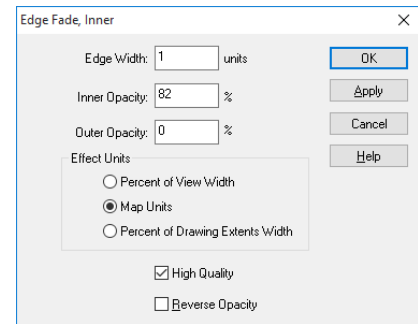 Edge Fade, Inner
Edge Width: 1 units
OK
Inner Opacity: 82 %
Apply
Outer Opacity: 0 %
Cancel
Effect Units
Help
Percent of View Width
Map Units
Percent of Drawing Extents Width
High Quality
Reverse Opacity